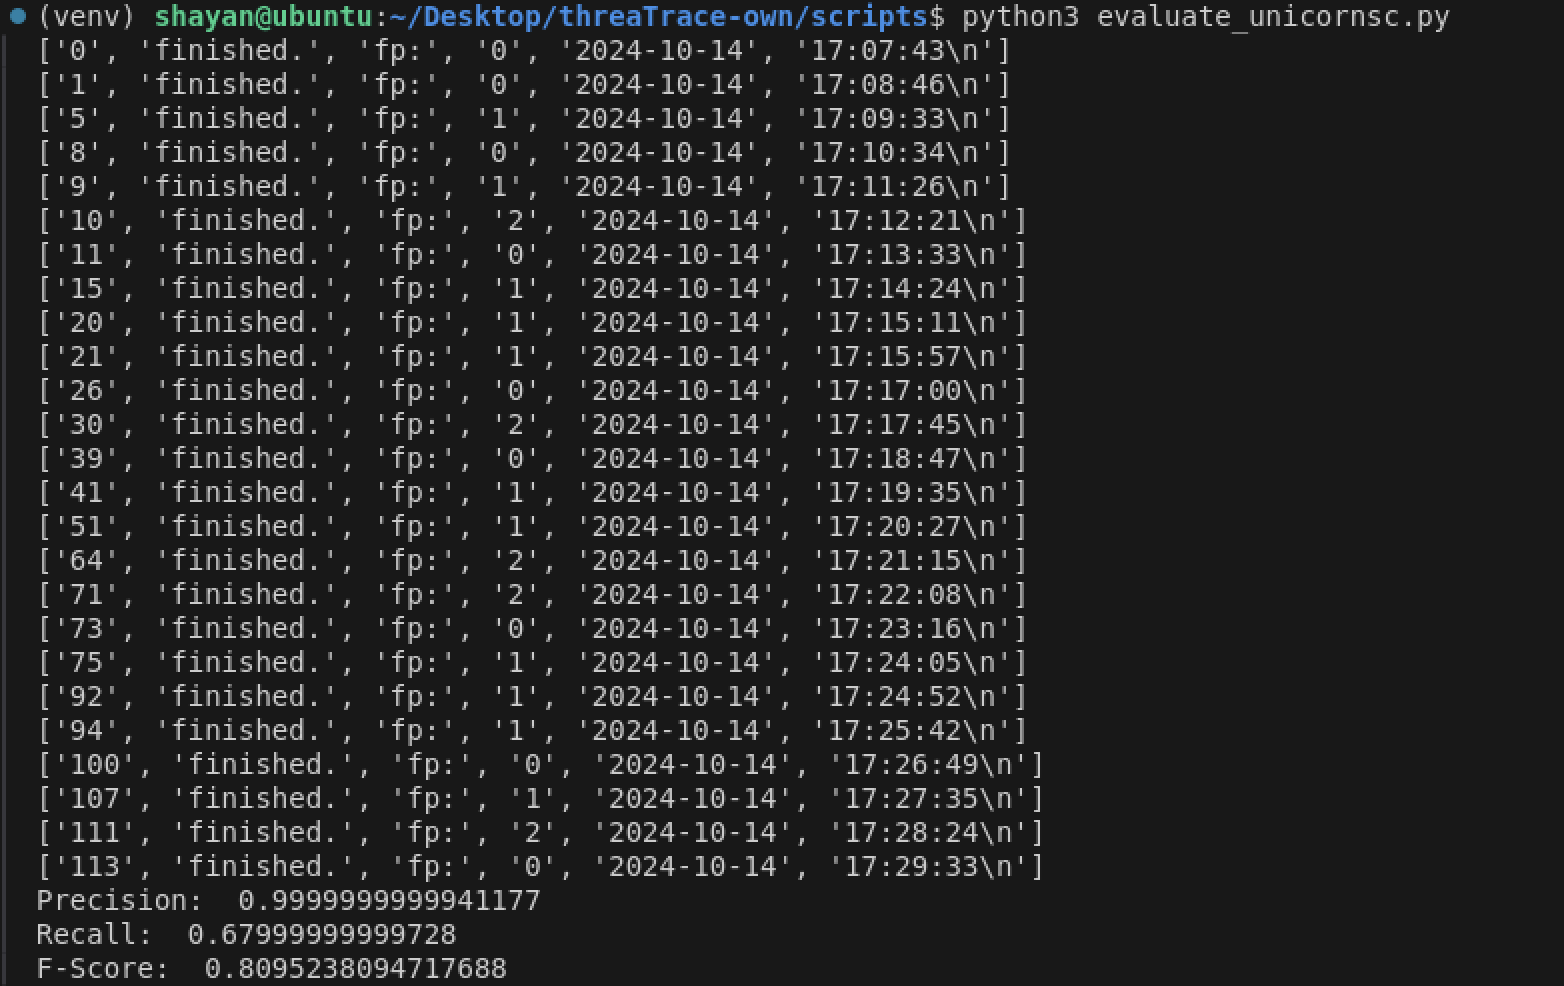 (venv) shayan@ubuntu:~/Desktop/threaTrace-own/scripts$ python3 evaluate_unicornsc.py
['0', 'finished.', 'fp:', '0', '2024-10-14', '17:07:43\n']
['1', 'finished.', 'fp:', '0', '2024-10-14', '17:08:46\n']
['5', 'finished.', 'fp:', '1', '2024-10-14', '17:09:33\n']
['8', 'finished.', 'fp:', '0', '2024-10-14', '17:10:34\n']
['9', 'finished.', 'fp:', '1', '2024-10-14', '17:11:26\n']
['10', 'finished.', 'fp:', '2', '2024-10-14', '17:12:21\n']
['11', 'finished.', 'fp:', '0', '2024-10-14', '17:13:33\n']
['15', 'finished.', 'fp:', '1', '2024-10-14', '17:14:24\n']
['20', 'finished.', 'fp:', '1', '2024-10-14', '17:15:11\n']
['21', 'finished.', 'fp:', '1', '2024-10-14', '17:15:57\n']
['26', 'finished.', 'fp:', '0', '2024-10-14', '17:17:00\n']
['30', 'finished.', 'fp:', '2', '2024-10-14', '17:17:45\n']
['39', 'finished.', 'fp:', '0', '2024-10-14', '17:18:47\n']
['41', 'finished.', 'fp:', '1', '2024-10-14', '17:19:35\n']
['51', 'finished.', 'fp:', '1', '2024-10-14', '17:20:27\n']
['64', 'finished.', 'fp:', '2', '2024-10-14', '17:21:15\n']
['71', 'finished.', 'fp:', '2', '2024-10-14', '17:22:08\n']
['73', 'finished.', 'fp:', '0', '2024-10-14', '17:23:16\n']
['75', 'finished.', 'fp:', '1', '2024-10-14', '17:24:05\n']
['92', 'finished.', 'fp:', '1', '2024-10-14', '17:24:52\n']
['94', 'finished.', 'fp:', '1', '2024-10-14', '17:25:42\n']
['100', 'finished.', 'fp:', '0', '2024-10-14', '17:26:49\n']
['107', 'finished.', 'fp:', '1', '2024-10-14', '17:27:35\n']
['111', 'finished.', 'fp:', '2', '2024-10-14', '17:28:24\n']
['113', 'finished.', 'fp:', '0', '2024-10-14', '17:29:33\n']
Precision:  0.9999999999941177
Recall:  0.67999999999728
F-Score:  0.8095238094717688